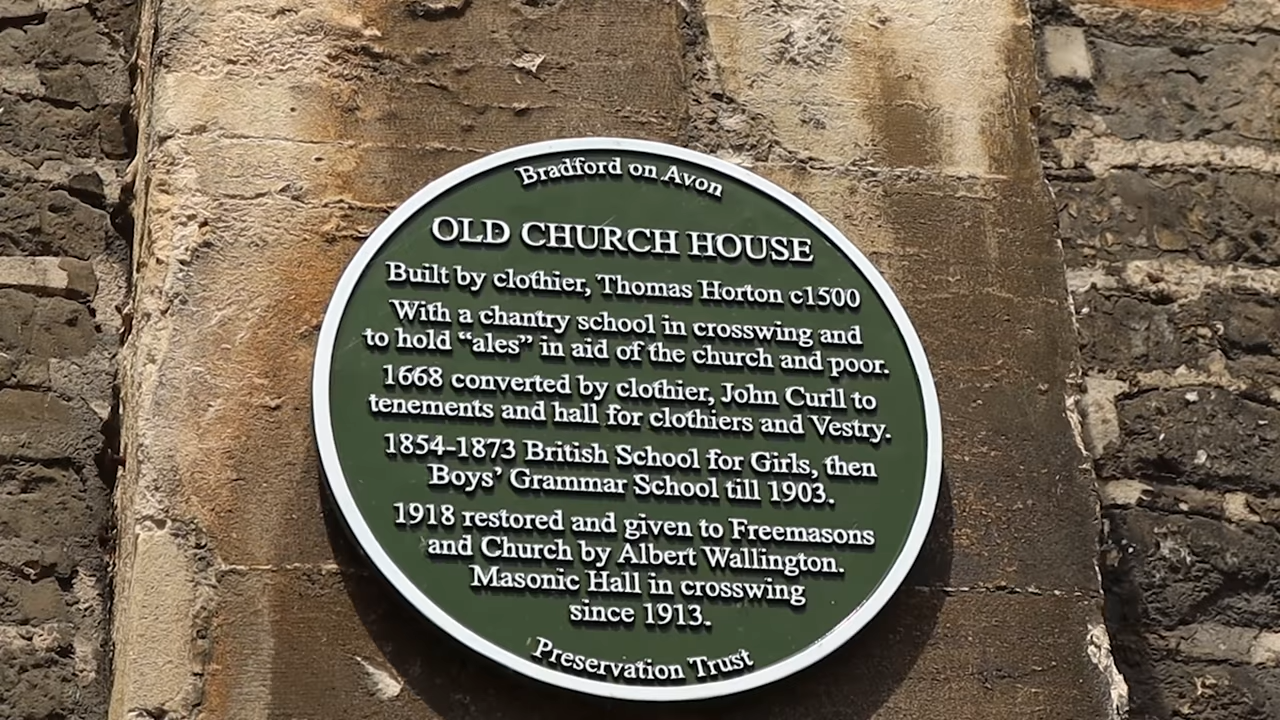 Bradford on Avon
OLD CHURCH HOUSE
Built by clothier, Thomas Horton c1500
With a chantry school in crosswing and
to hold “ales” in aid of the church and poor.
1668 converted by clothier, John Curll to
tenements and hall for clothiers and Vestry.
1854-1873 British School for Girls, then
Boys’ Grammar School till 1903.
1918 restored and given to Freemasons
and Church by Albert Wallington.
Masonic Hall in crosswing
since 1913.
Preservation Trust